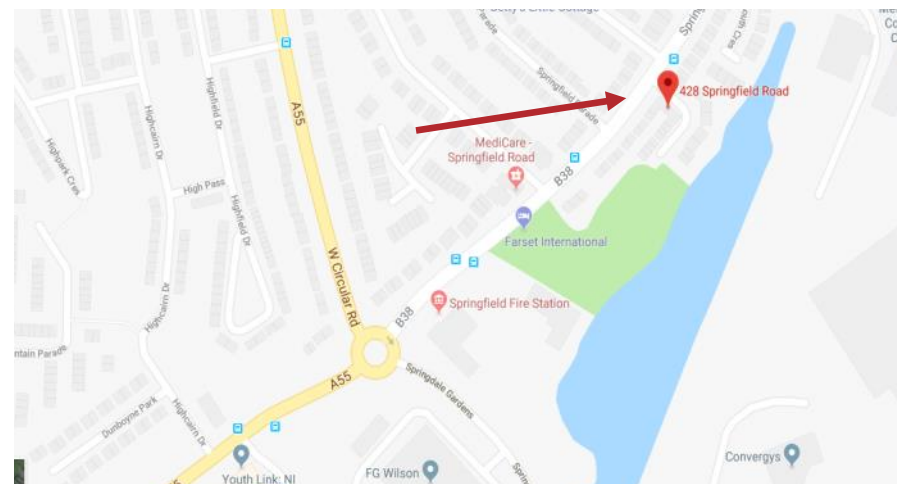 Springfield Parade
428 Springfield Road
A55
Highfield Dr
Highcairn Dr
MediCare -
Springfield Road
Highpark Cres
High Pass
B38
Highfield Dr
Farset International
W Circular Rd
Springfield Fire Station
B38
Highcairn Dr
A55
Springdale Gardens
Dunboyne Park
Highcairn Dr
Youth Link: NI
FG Wilson
Convergys